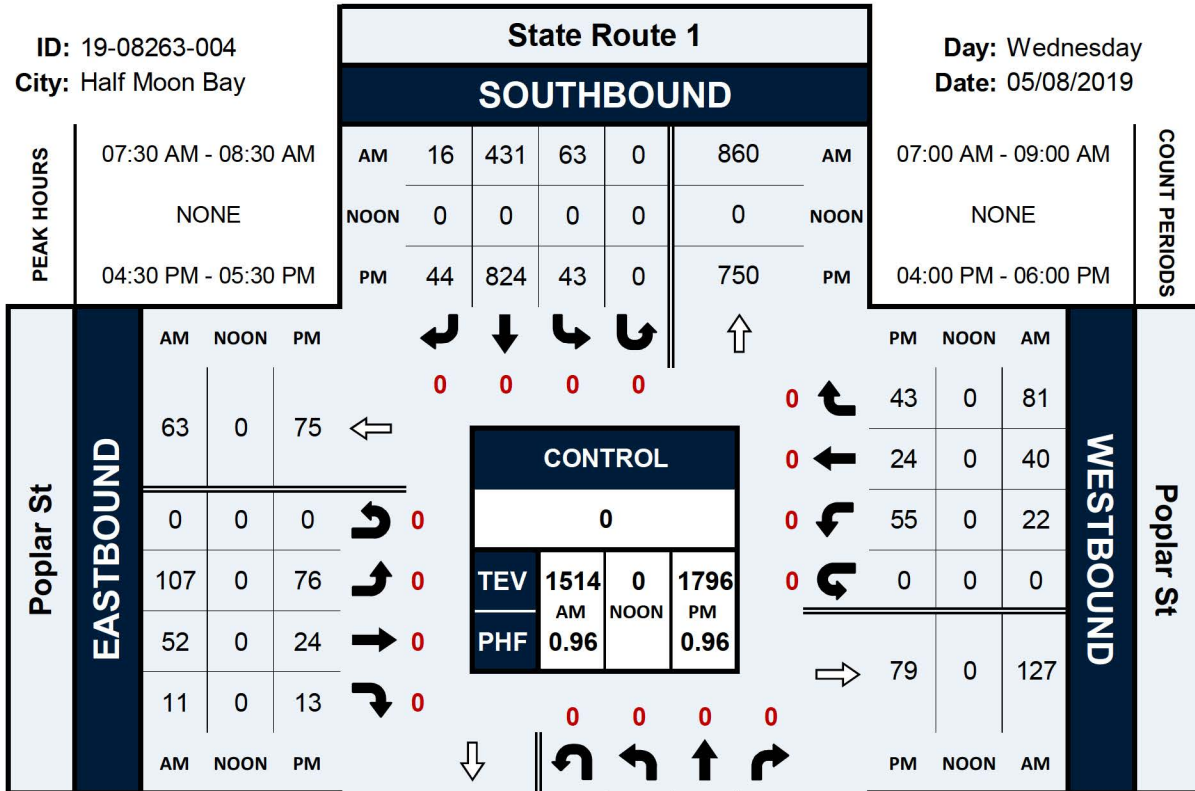 ID: 19-08263-004
City: Half Moon Bay
State Route 1
SOUTHBOUND
Day: Wednesday
Date: 05/08/2019
PEAK HOURS
07:30 AM - 08:30 AM
NONE
04:30 PM - 05:30 PM
AM 16 431 63 0 860 AM
NOON 0 0 0 0 0 NOON
PM 44 824 43 0 750 PM
07:00 AM - 09:00 AM
NONE
04:00 PM - 06:00 PM
COUNT PERIODS
0 0 0 0
Poplar St
EASTBOUND
AM NOON PM
63 0 75
0 0 0 0
107 0 76 0
52 0 24 0
11 0 13 0
AM NOON PM
CONTROL
0
TEV 1514 0 1796
AM NOON PM
PHF 0.96 0.96
PM NOON AM
0 43 0 81
0 24 0 40
0 55 0 22
0 0 0 0
79 0 127
PM NOON AM
WESTBOUND
Poplar St
0 0 0 0